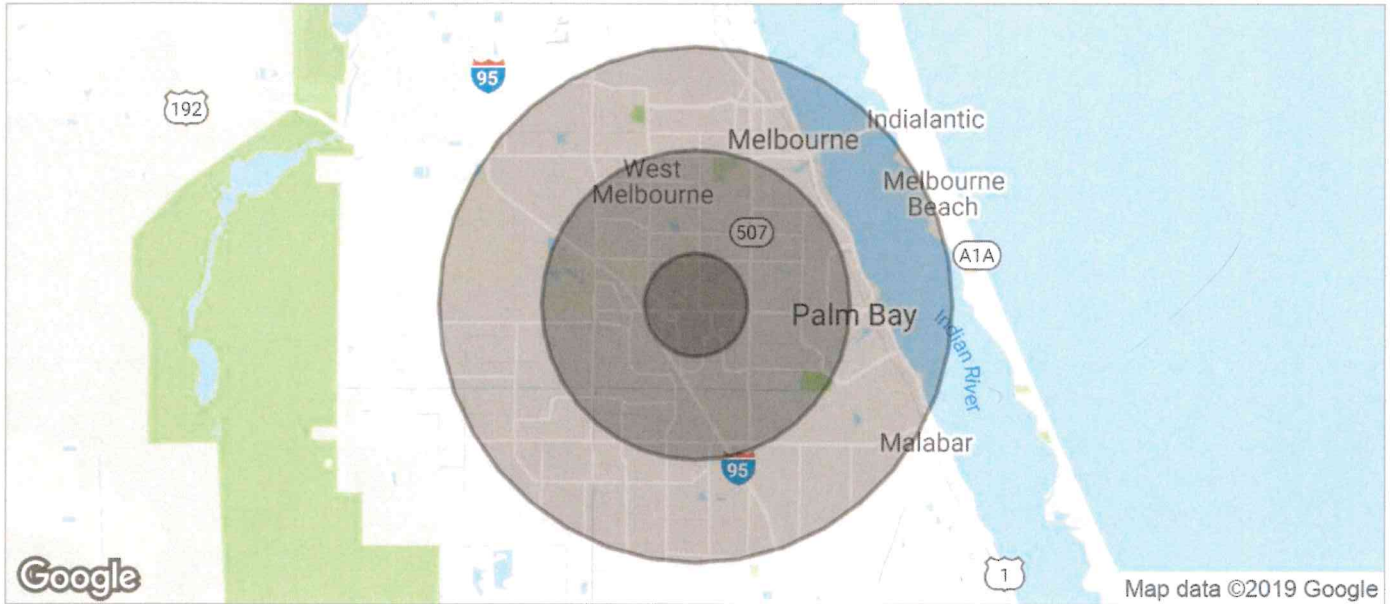 95
192
Indialantic
Melbourne
West
Melbourne
Melbourne
Beach
507
A1A
Palm Bay
Indian River
Malabar
95
1
Google
Map data ©2019 Google